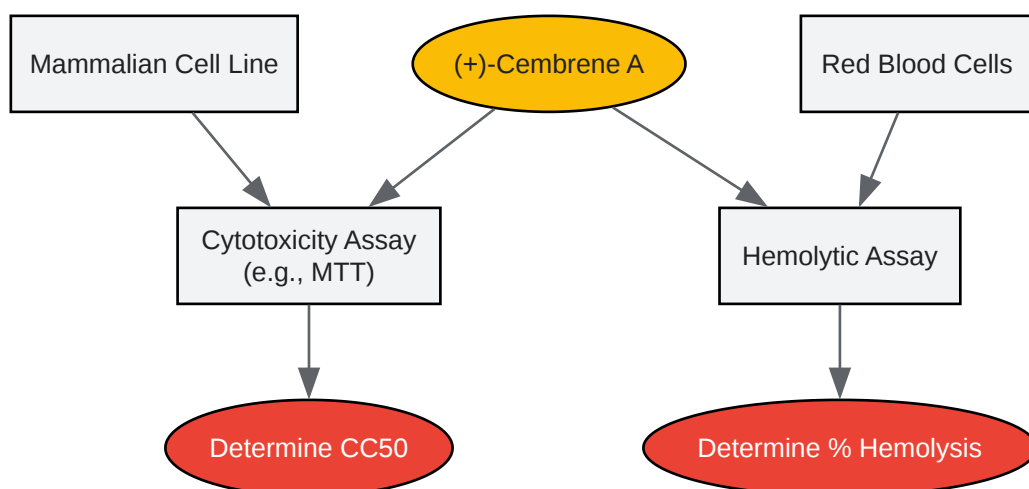 Mammalian Cell Line
(+)-Cembrene A
Red Blood Cells
Cytotoxicity Assay
(e.g., MTT)
Hemolytic Assay
Determine CC50
Determine % Hemolysis